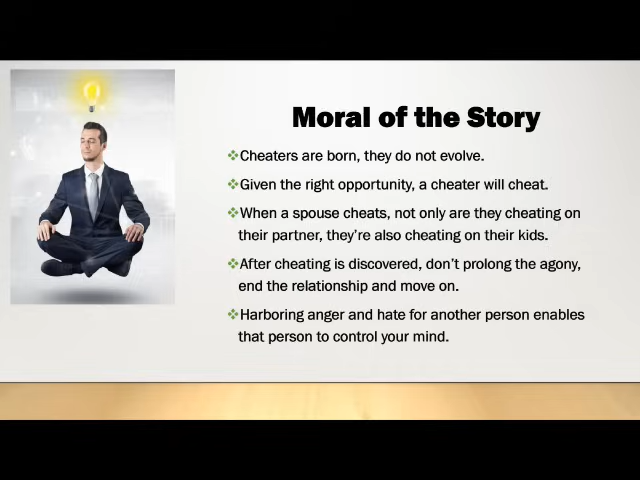 Moral of the Story
❖Cheaters are born, they do not evolve.
❖Given the right opportunity, a cheater will cheat.
❖When a spouse cheats, not only are they cheating on
their partner, they’re also cheating on their kids.
❖After cheating is discovered, don’t prolong the agony,
end the relationship and move on.
❖Harboring anger and hate for another person enables
that person to control your mind.